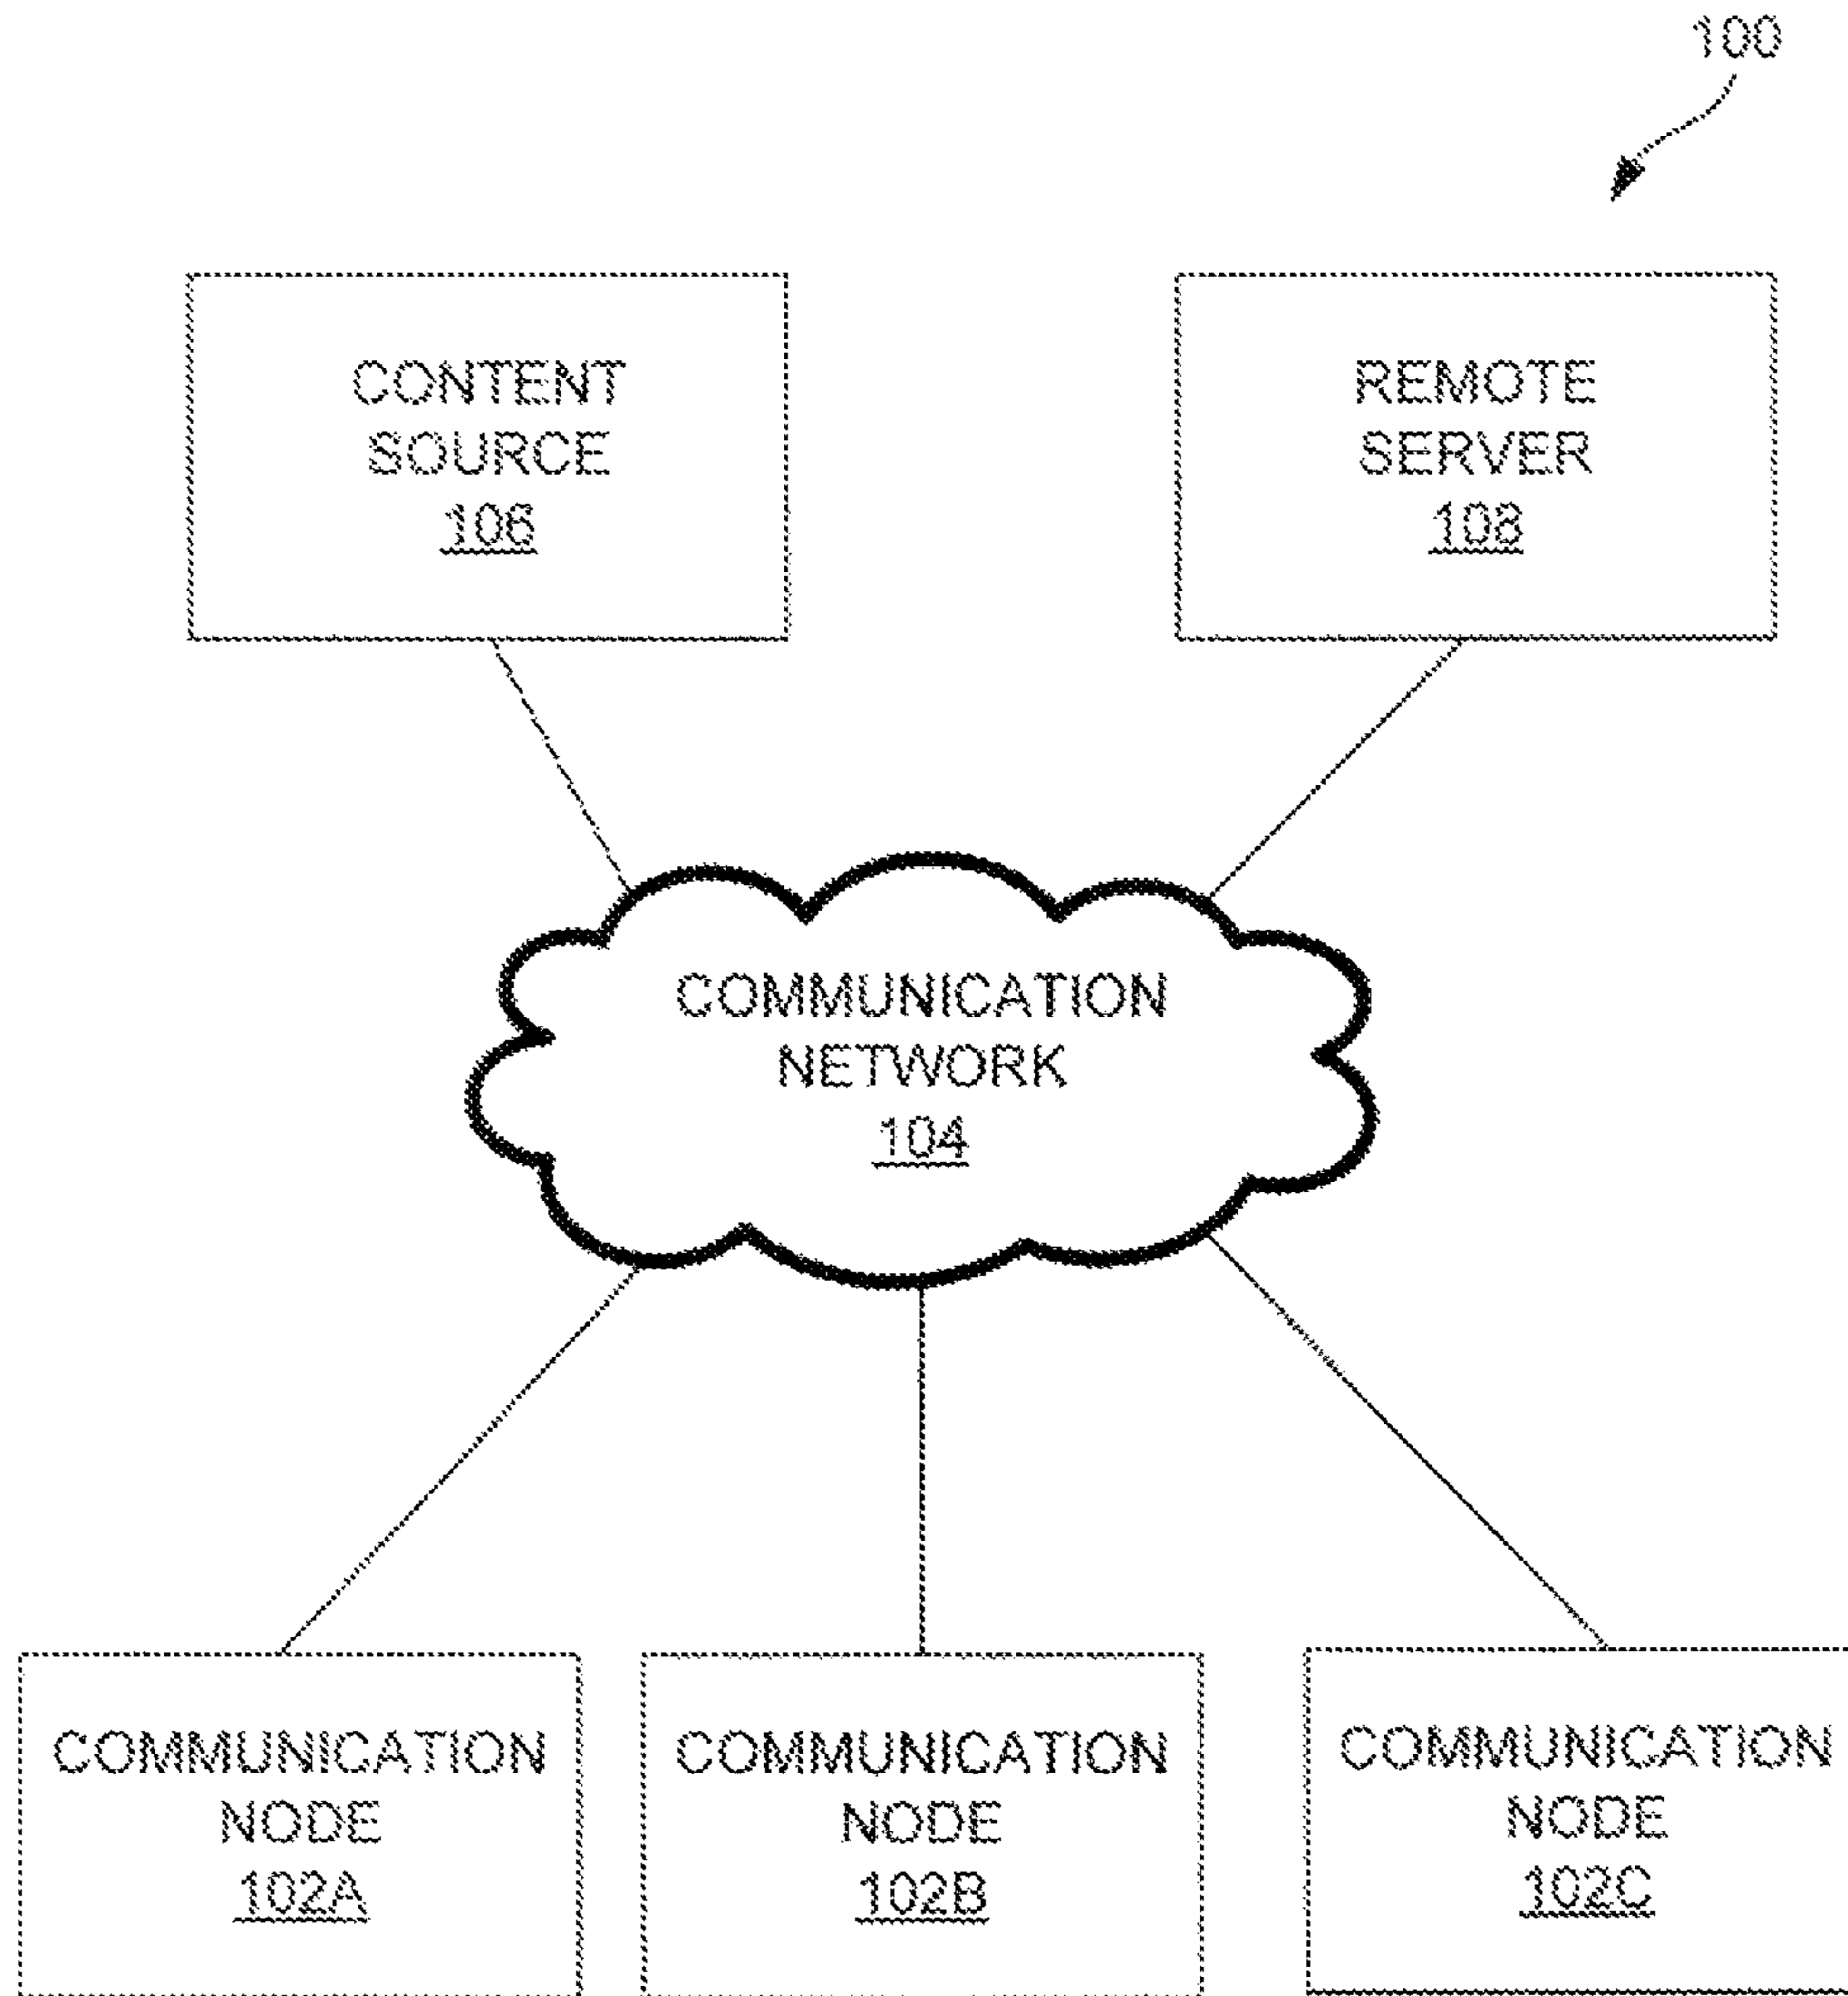 100
CONTENT
SOURCE
106
REMOTE
SERVER
108
COMMUNICATION
NETWORK
104
COMMUNICATION
NODE
102A
COMMUNICATION
NODE
102B
COMMUNICATION
NODE
102C